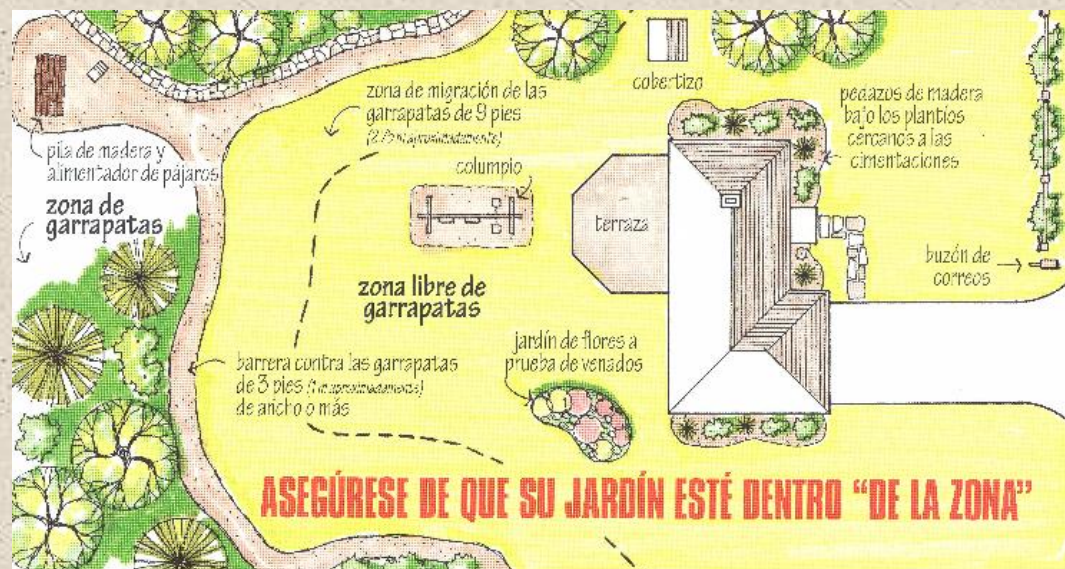 cobertizo
zona de migración de las
garrapatas de 9 pies
pedazos de madera
bajo los plantíos
cercanos a las
cimentaciones
pila de madera y
alimentador de pájaros
columpio
zona de
garrapatas
terraza
buzón de
correos
zona libre de
garrapatas
jardín de flores a
prueba de venados
barrera contra las garrapatas
de 3 pies
de ancho o más
ASEGÚRESE DE QUE SU JARDÍN ESTÉ DENTRO “DE LA ZONA”